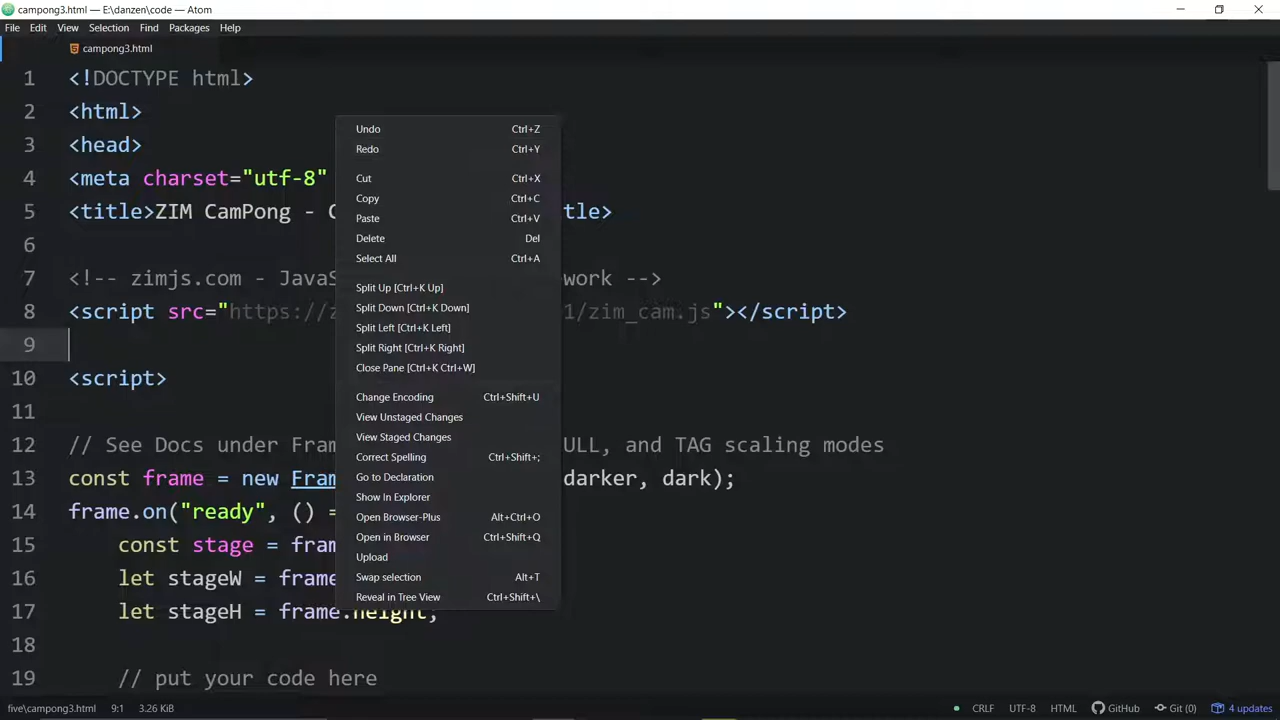 campong3.html — E:\danzen\code — Atom
File Edit View Selection Find Packages Help
campong3.html
1 <!DOCTYPE html>
2 <html>
3 <head>
4 <meta charset="utf-8"
5 <title>ZIM CamPong - tle>
6
7 <!-- zimjs.com - work -->
8 <script src="https:// 1/zim_cam.js"></script>
9
10 <script>
11
12 // See Docs under ULL, and TAG scaling modes
13 const frame = new Fram darker, dark);
14 frame.on("ready", () =
15 const stage = fram
16 let stageW = frame
17 let stageH = frame.height;
18
19 // put your code here
Undo Ctrl+Z
Redo Ctrl+Y
Cut Ctrl+X
Copy Ctrl+C
Paste Ctrl+V
Delete Del
Select All Ctrl+A
Split Up [Ctrl+K Up]
Split Down [Ctrl+K Down]
Split Left [Ctrl+K Left]
Split Right [Ctrl+K Right]
Close Pane [Ctrl+K Ctrl+W]
Change Encoding Ctrl+Shift+U
View Unstaged Changes
View Staged Changes
Correct Spelling Ctrl+Shift+;
Go to Declaration
Show In Explorer
Open Browser-Plus Alt+Ctrl+O
Open in Browser Ctrl+Shift+Q
Upload
Swap selection Alt+T
Reveal in Tree View Ctrl+Shift+\
five\campong3.html 9:1 3.26 KiB CRLF UTF-8 HTML GitHub Git (0) 4 updates